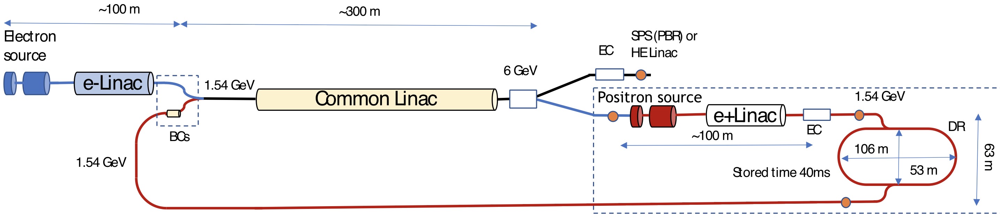 ~100 m
~300 m
Electron
source
SPS (PBR) or
HE Linac
EC
6 GeV
e-Linac
1.54 GeV
Common Linac
Positron source
1.54 GeV
e+Linac
EC
DR
BCs
~100 m
106 m
63 m
1.54 GeV
53 m
Stored time 40ms